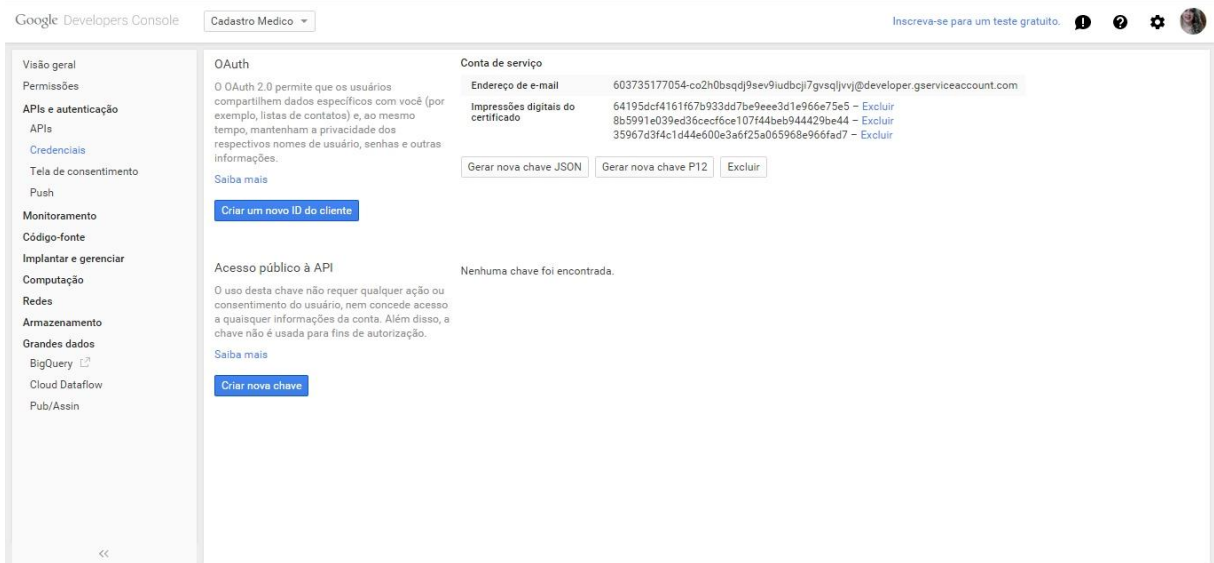 Google Developers Console
Cadastro Medico
Inscreva-se para um teste gratuito.
Visão geral
Permissões
APIs e autenticação
APIs
Credenciais
Tela de consentimento
Push
Monitoramento
Código-fonte
Implantar e gerenciar
Computação
Redes
Armazenamento
Grandes dados
BigQuery
Cloud Dataflow
Pub/Assin
<<
OAuth
O OAuth 2.0 permite que os usuários
compartilhem dados específicos com você (por
exemplo, listas de contatos) e, ao mesmo
tempo, mantenham a privacidade dos
respectivos nomes de usuário, senhas e outras
informações.
Saiba mais
Criar um novo ID do cliente
Conta de serviço
Endereço de e-mail 603735177054-co2h0bsqdj9sev9iudbcji7gvsqljvvj@developer.gserviceaccount.com
Impressões digitais do
certificado
64195dcf4161f67b933dd7be9eee3d1e966e75e5 – Excluir
8b5991e039ed36cecf6ce107f44beb944429be44 – Excluir
35967d3f4c1d44e600e3a6f25a065968e966fad7 – Excluir
Gerar nova chave JSON Gerar nova chave P12 Excluir
Acesso público à API
O uso desta chave não requer qualquer ação ou
consentimento do usuário, nem concede acesso
a quaisquer informações da conta. Além disso, a
chave não é usada para fins de autorização.
Saiba mais
Criar nova chave
Nenhuma chave foi encontrada.